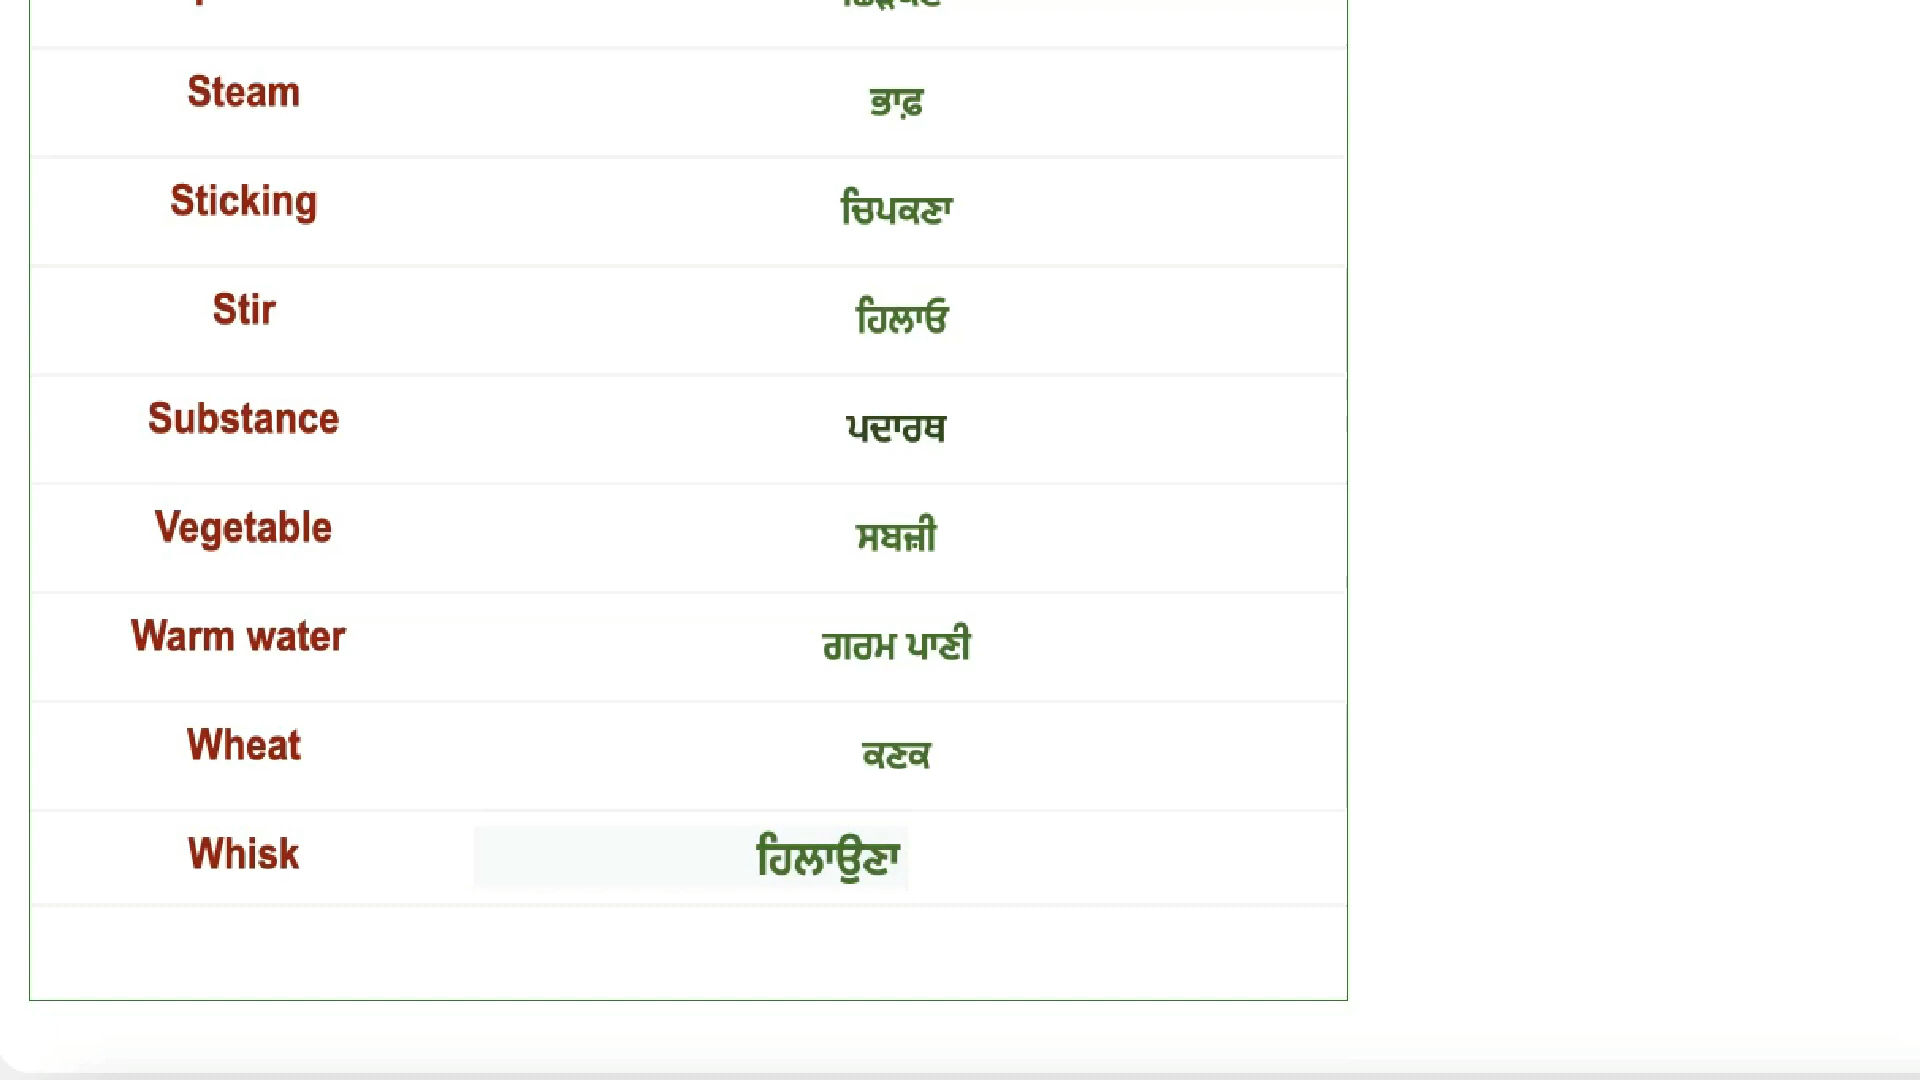 Steam ਭਾਫ਼
Sticking ਚਿਪਕਣਾ
Stir ਹਿਲਾਓ
Substance ਪਦਾਰਥ
Vegetable ਸਬਜ਼ੀ
Warm water ਗਰਮ ਪਾਣੀ
Wheat ਕਣਕ
Whisk ਹਿਲਾਉਣਾ